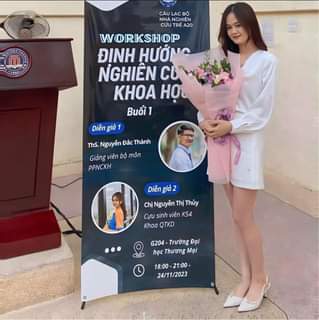 CÂU LẠC BỘ
NHÀ NGHIÊN
CỨU TRẺ A20
WORKSHOP
ĐỊNH HƯỚNG
NGHIÊN CỨU
KHOA HỌC
Buổi 1
Diễn giả 1
ThS. Nguyễn Đắc Thành
Giảng viên bộ môn
PPNCKH
Diễn giả 2
Chị Nguyễn Thị Thủy
Cựu sinh viên K54
Khoa QTKD
G204 - Trường Đại
học Thương Mại
18:00 - 21:00 -
24/11/2023